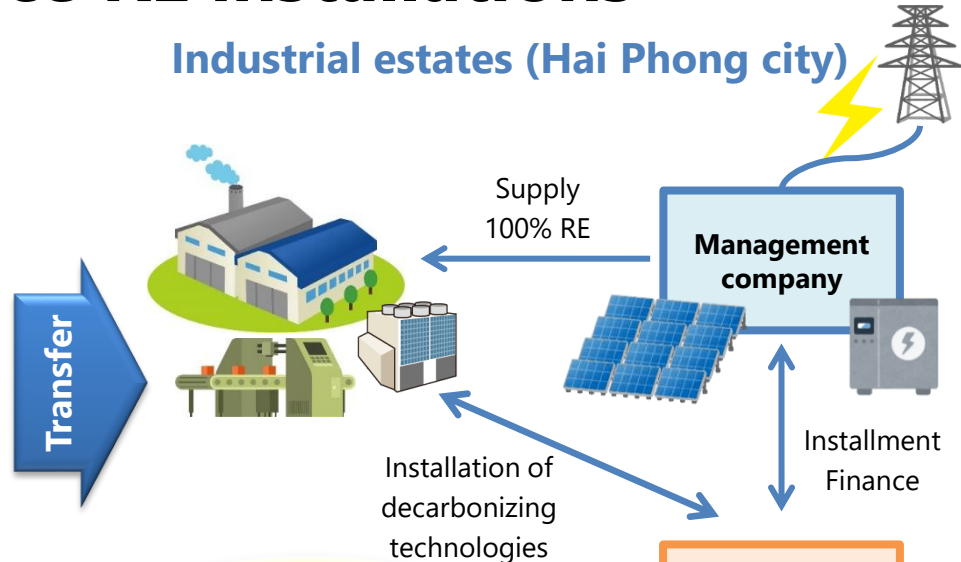 Industrial estates (Hai Phong city)
Supply
100% RE
Management
company
Transfer
Installment
Finance
Installation of
decarbonizing
technologies